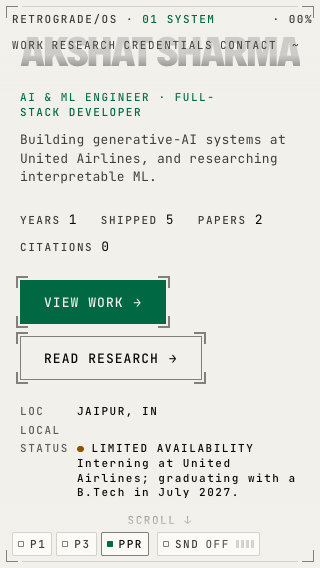 RETROGRADE/OS · 01 SYSTEM · 00%
WORK RESEARCH CREDENTIALS CONTACT ~
AKSHAT SHARMA
AI & ML ENGINEER · FULL-
STACK DEVELOPER
Building generative-AI systems at
United Airlines, and researching
interpretable ML.
YEARS 1 SHIPPED 5 PAPERS 2
CITATIONS 0
VIEW WORK →
READ RESEARCH →
LOC JAIPUR, IN
LOCAL
STATUS LIMITED AVAILABILITY
Interning at United
Airlines; graduating with a
B.Tech in July 2027.
SCROLL ↓
P1 P3 PPR SND OFF